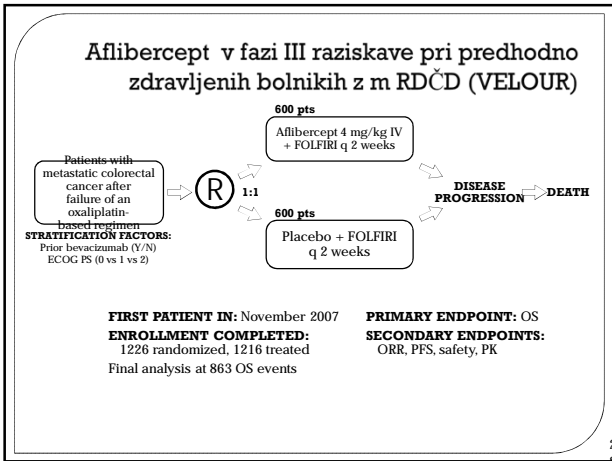 Aflibercept v fazi III raziskave pri predhodno
zdravljenih bolnikih z m RDČD (VELOUR)
600 pts
Aflibercept 4 mg/kg IV
+ FOLFIRI q 2 weeks
Patients with
metastatic colorectal
cancer after
failure of an
oxaliplatin-
based regimen
R
1:1
DISEASE
PROGRESSION
DEATH
STRATIFICATION FACTORS:
Prior bevacizumab (Y/N)
ECOG PS (0 vs 1 vs 2)
600 pts
Placebo + FOLFIRI
q 2 weeks
FIRST PATIENT IN: November 2007
ENROLLMENT COMPLETED:
1226 randomized, 1216 treated
Final analysis at 863 OS events
PRIMARY ENDPOINT: OS
SECONDARY ENDPOINTS:
ORR, PFS, safety, PK